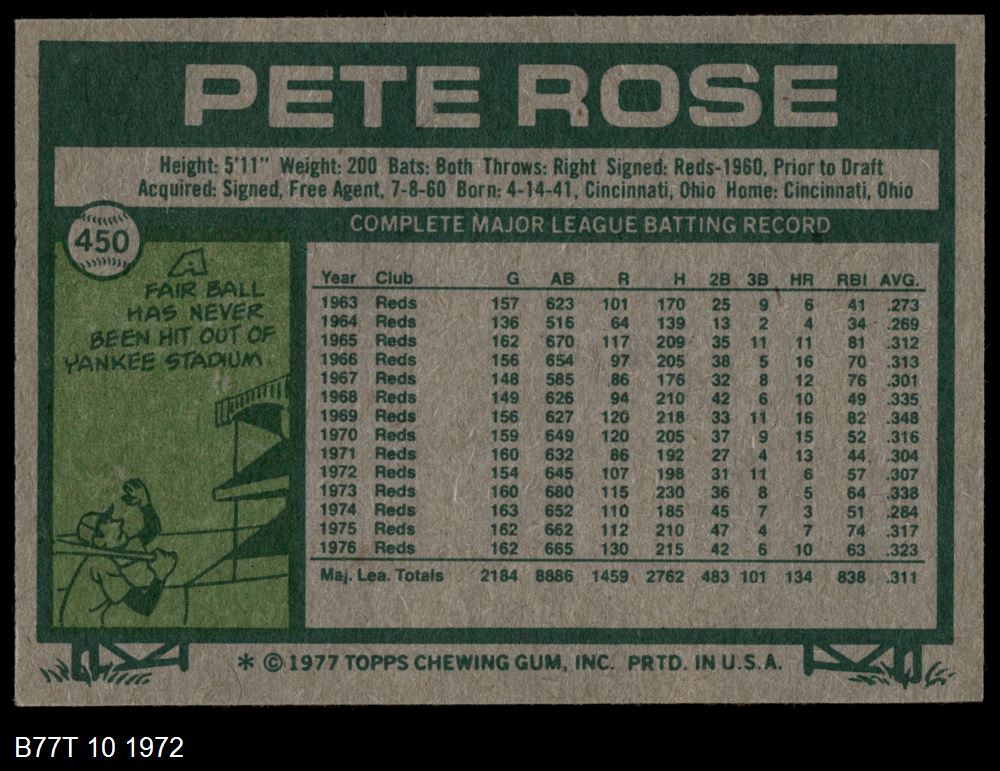 PETE ROSE
Height: 5'11" Weight: 200 Bats: Both Throws: Right Signed: Reds-1960, Prior to Draft
Acquired: Signed, Free Agent, 7-8-60 Born: 4-14-41, Cincinnati, Ohio Home: Cincinnati, Ohio
450
COMPLETE MAJOR LEAGUE BATTING RECORD
A
FAIR BALL
HAS NEVER
BEEN HIT OUT OF
YANKEE STADIUM.
Year Club G AB R H 2B 3B HR RBI AVG.
1963 Reds 157 623 101 170 25 9 6 41 .273
1964 Reds 136 516 64 139 13 2 4 34 .269
1965 Reds 162 670 117 209 35 11 11 81 .312
1966 Reds 156 654 97 205 38 5 16 70 .313
1967 Reds 148 585 86 176 32 8 12 76 .301
1968 Reds 149 626 94 210 42 6 10 49 .335
1969 Reds 156 627 120 218 33 11 16 82 .348
1970 Reds 159 649 120 205 37 9 15 52 .316
1971 Reds 160 632 86 192 27 4 13 44 .304
1972 Reds 154 645 107 198 31 11 6 57 .307
1973 Reds 160 680 115 230 36 8 5 64 .338
1974 Reds 163 652 110 185 45 7 3 51 .284
1975 Reds 162 662 112 210 47 4 7 74 .317
1976 Reds 162 665 130 215 42 6 10 63 .323
Maj. Lea. Totals 2184 8886 1459 2762 483 101 134 838 .311
* © 1977 TOPPS CHEWING GUM, INC. PRTD. IN U.S.A.
B77T 10 1972